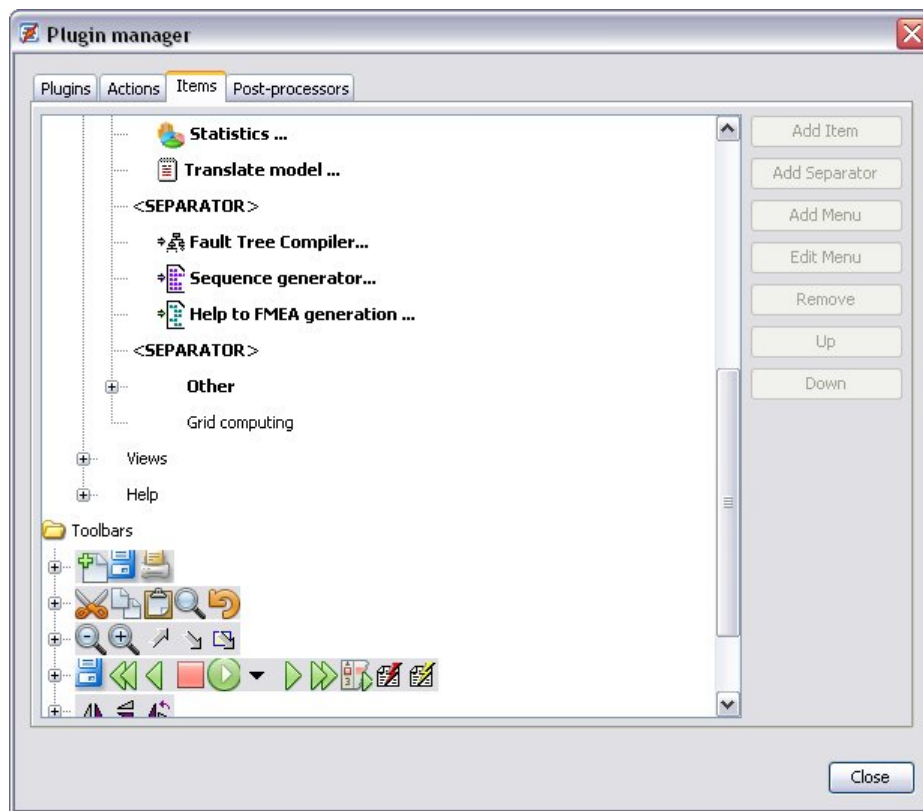 Plugin manager
Plugins Actions Items Post-processors
Statistics ...
Translate model ...
<SEPARATOR>
Fault Tree Compiler...
Sequence generator...
Help to FMEA generation ...
<SEPARATOR>
Other
Grid computing
Views
Help
Toolbars
Add Item
Add Separator
Add Menu
Edit Menu
Remove
Up
Down
Close